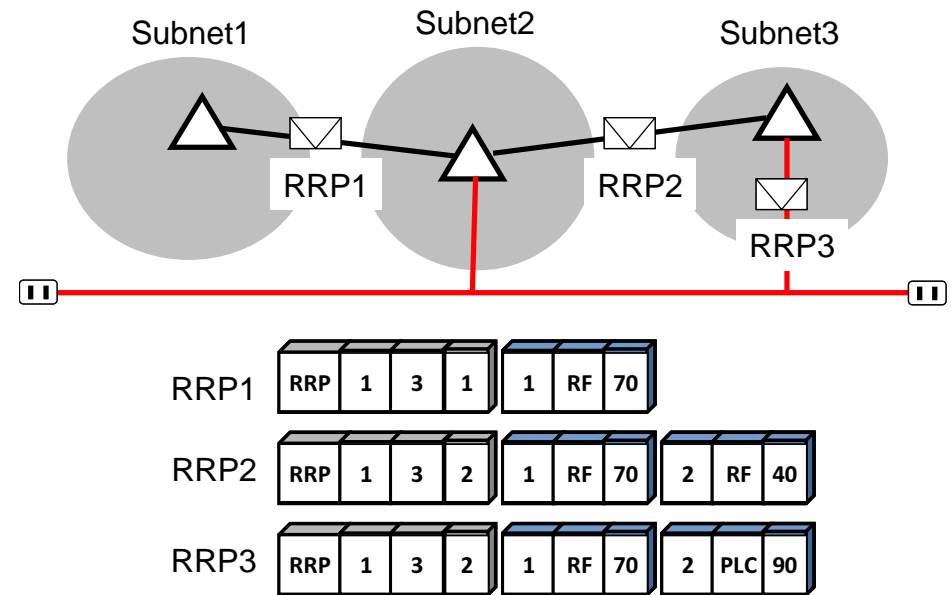 Subnet1 Subnet2 Subnet3
RRP1 RRP2
RRP3
RRP1 RRP 1 3 1 1 RF 70
RRP2 RRP 1 3 2 1 RF 70 2 RF 40
RRP3 RRP 1 3 2 1 RF 70 2 PLC 90